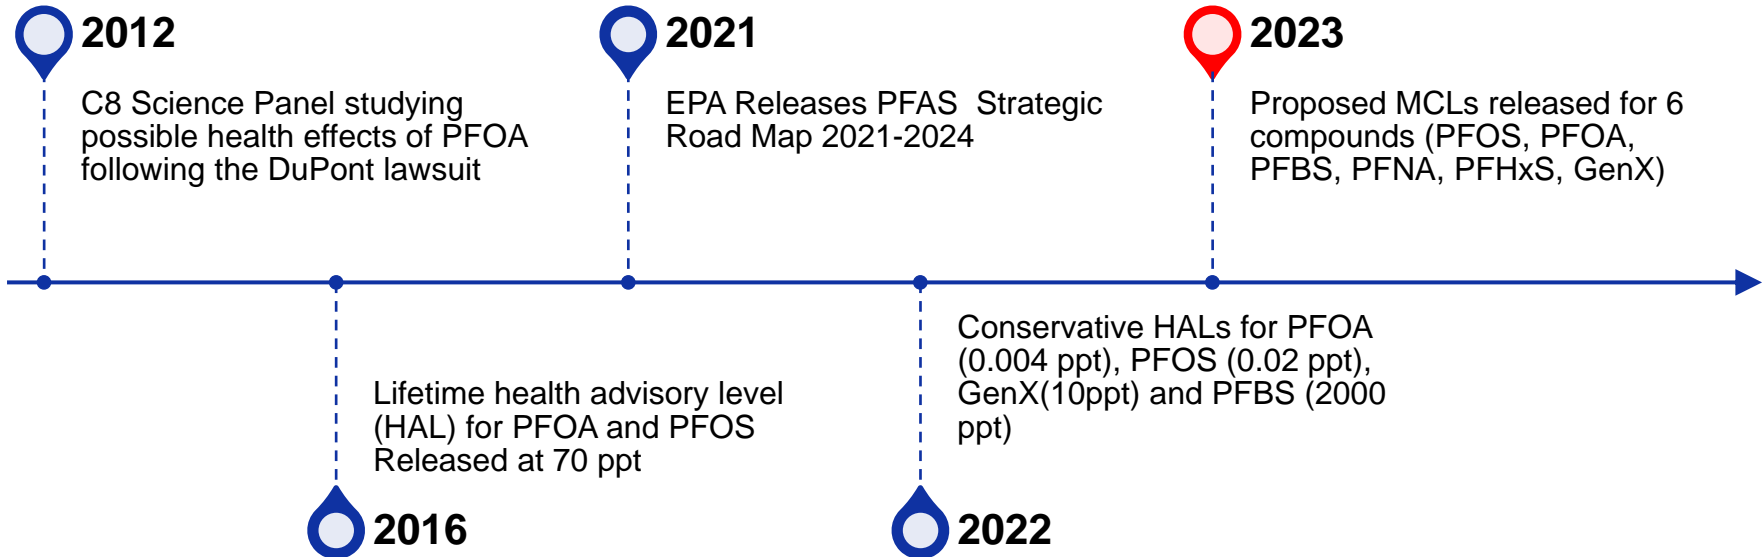 2012
C8 Science Panel studying
possible health effects of PFOA
following the DuPont lawsuit
2016
Lifetime health advisory level
(HAL) for PFOA and PFOS
Released at 70 ppt
2021
EPA Releases PFAS  Strategic
Road Map 2021-2024
2022
Conservative HALs for PFOA
(0.004 ppt), PFOS (0.02 ppt),
GenX(10ppt) and PFBS (2000
ppt)
2023
Proposed MCLs released for 6
compounds (PFOS, PFOA,
PFBS, PFNA, PFHxS, GenX)